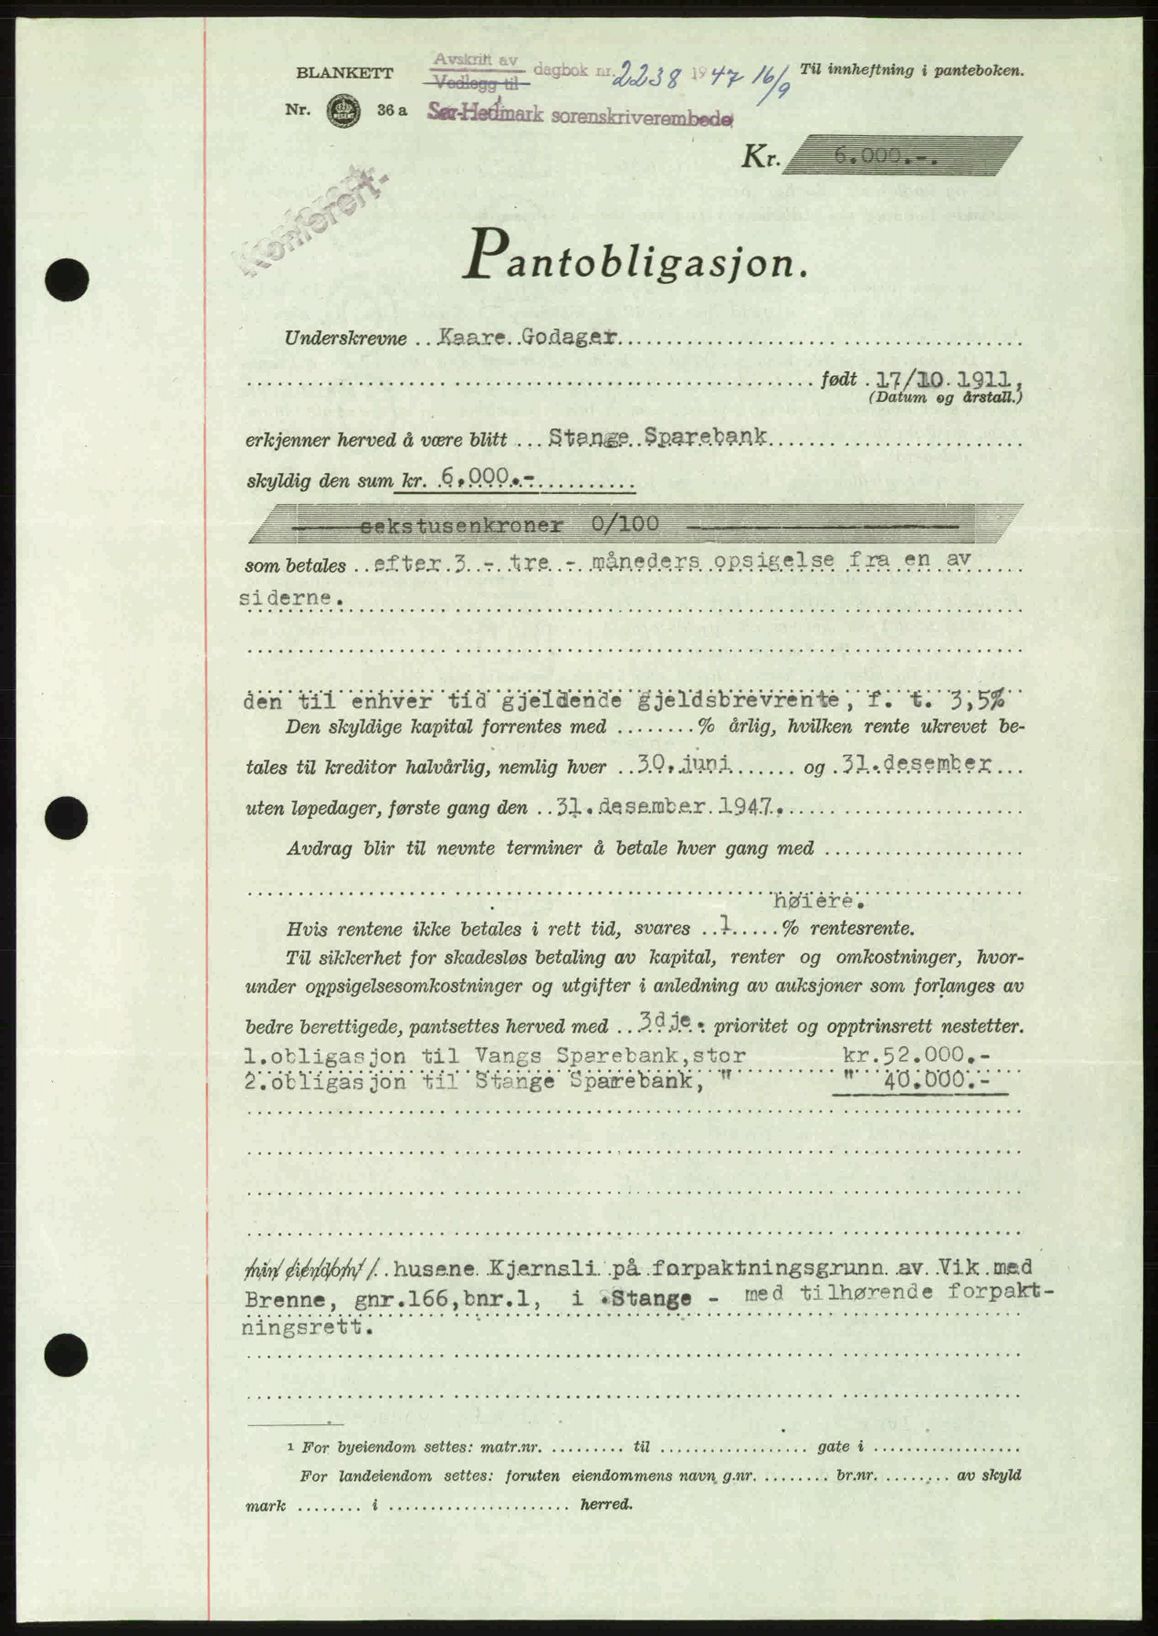 Avskrift av
BLANKETT Vedlegg til dagbok nr. 2238 1947 16/9 Til innheftning i panteboken.
Nr. 36 a Sør-Hedmark sorenskriverembede
Kr. 6.000.-.
Konferert-
Pantobligasjon.
Underskrevne .. Kaare Godager
født . 17/10 1911,
(Datum og årstall.)
erkjenner herved å være blitt ... Stange Sparebank
skyldig den sum kr. 6.000.-
sekstusenkroner 0/100
som betales .. efter 3 - tre - måneders opsigelse fra en av
siderne.
den til enhver tid gjeldende gjeldsbrevrente, f. t. 3,5%
Den skyldige kapital forrentes med ........% årlig, hvilken rente ukrevet be-
tales til kreditor halvårlig, nemlig hver .. 30. juni ...... og . 31. desember ...
uten løpedager, første gang den .. 31. desember 1947.
Avdrag blir til nevnte terminer å betale hver gang med ....................
høiere.
Hvis rentene ikke betales i rett tid, svares .. 1 .....% rentesrente.
Til sikkerhet for skadesløs betaling av kapital, renter og omkostninger, hvor-
under oppsigelsesomkostninger og utgifter i anledning av auksjoner som forlanges av
bedre berettigede, pantsettes herved med .. 3dje . prioritet og opptrinsrett nestetter.
1.obligasjon til Vangs Sparebank,stor kr.52.000.-
2.obligasjon til Stange Sparebank, " " 40.000.-
min eiendom 1 .. husene Kjernsli på forpaktningsgrunn av Vik med
Brenne, gnr.166,bnr.1, i Stange - med tilhørende forpakt-
ningsrett.
1 For byeiendom settes: matr.nr. ......... til .................. gate i ..................
For landeiendom settes: foruten eiendommens navn g.nr. ........ br.nr. ........ av skyld
mark ........ i ...................... herred.